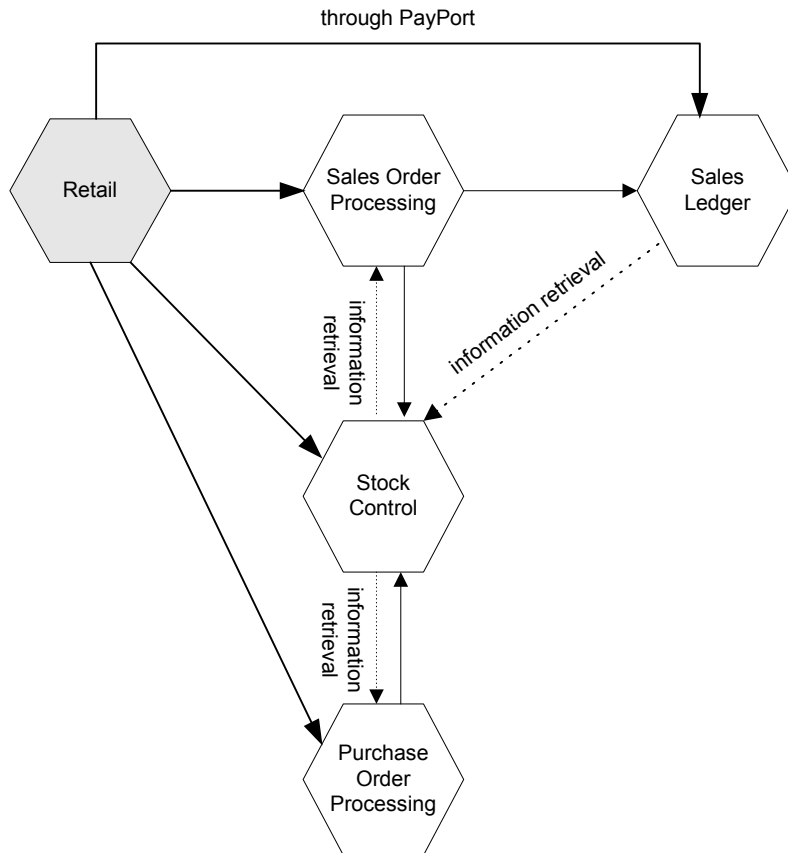 through PayPort
Retail
Sales Order
Processing
Sales
Ledger
information
retrieval
information retrieval
Stock
Control
information
retrieval
Purchase
Order
Processing